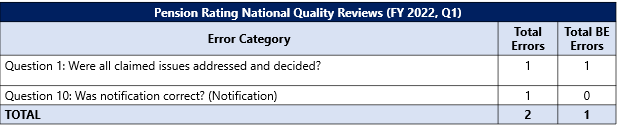 Pension Rating National Quality Reviews (FY 2022, Q1)
Error Category
Total Errors
Total BE Errors
Question 1: Were all claimed issues addressed and decided? 1 1
Question 10: Was notification correct? (Notification) 1 0
TOTAL 2 1